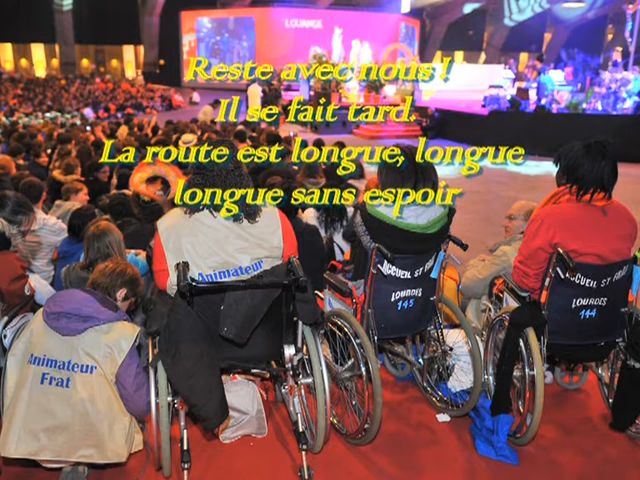 LOUANGE
Reste avec nous !
Il se fait tard.
La route est longue, longue
longue sans espoir
Animateur
Animateur
Frat
ACCUEIL ST FRAI
LOURDES
145
ACCUEIL ST FRAI
LOURDES
144